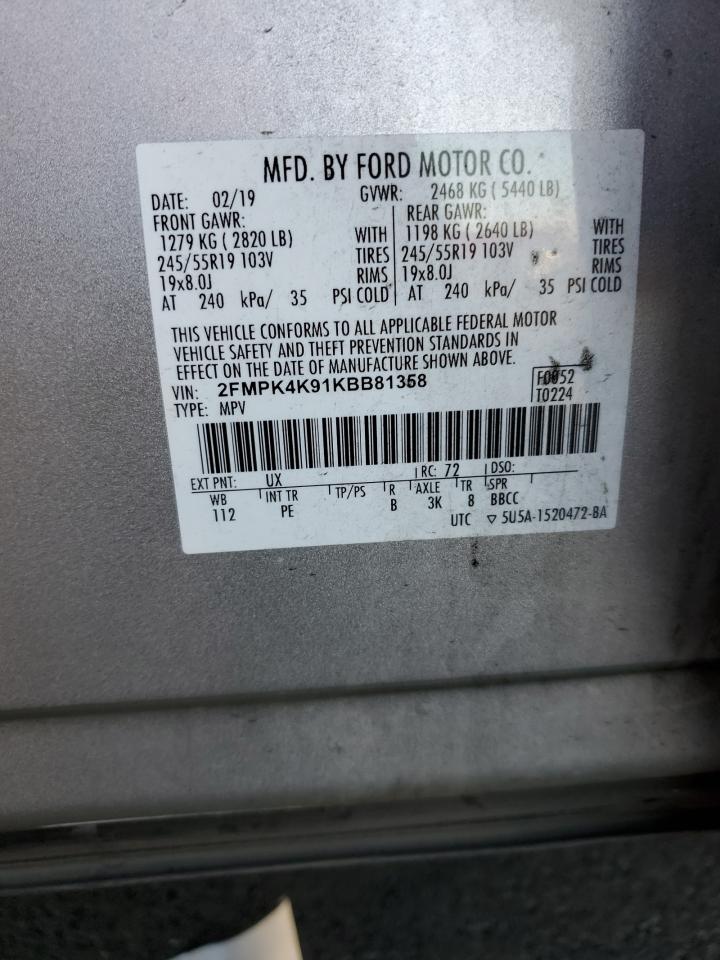 MFD. BY FORD MOTOR CO.
DATE: 02/19 GVWR: 2468 KG ( 5440 LB)
FRONT GAWR: REAR GAWR:
1279 KG ( 2820 LB) WITH 1198 KG ( 2640 LB) WITH
245/55R19 103V TIRES 245/55R19 103V TIRES
19x8.0J RIMS 19x8.0J RIMS
AT 240 kPa/ 35 PSI COLD AT 240 kPa/ 35 PSI COLD
THIS VEHICLE CONFORMS TO ALL APPLICABLE FEDERAL MOTOR
VEHICLE SAFETY AND THEFT PREVENTION STANDARDS IN
EFFECT ON THE DATE OF MANUFACTURE SHOWN ABOVE.
VIN: 2FMPK4K91KBB81358 F0052
TYPE: MPV T0224
EXT PNT: UX RC: 72 DSO:
WB INT TR TP/PS R AXLE TR SPR
112 PE B 3K 8 BBCC
UTC ▽ 5U5A-1520472-BA